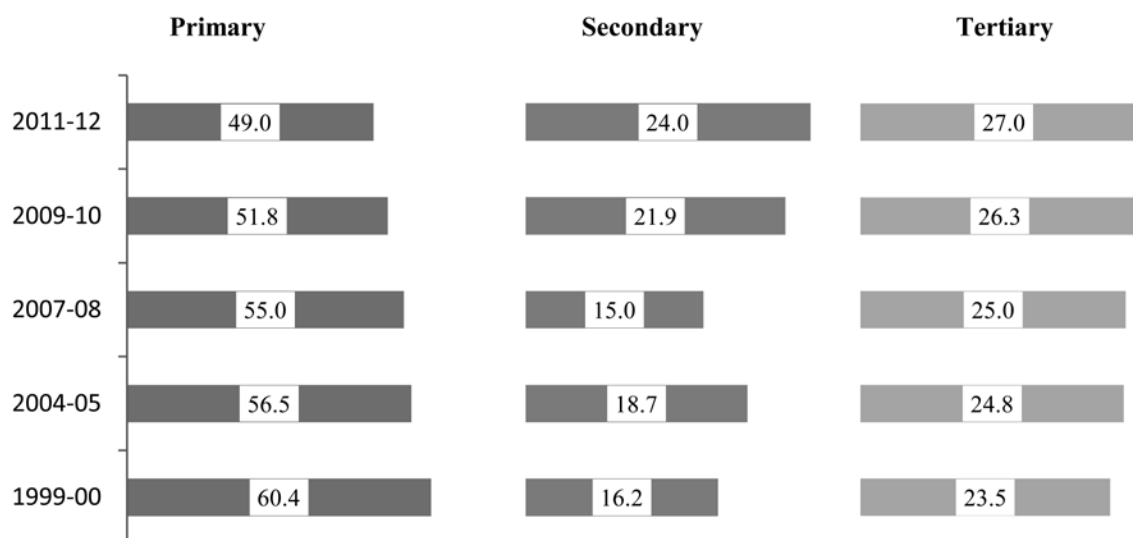 Primary Secondary Tertiary
2011-12 49.0 24.0 27.0
2009-10 51.8 21.9 26.3
2007-08 55.0 15.0 25.0
2004-05 56.5 18.7 24.8
1999-00 60.4 16.2 23.5